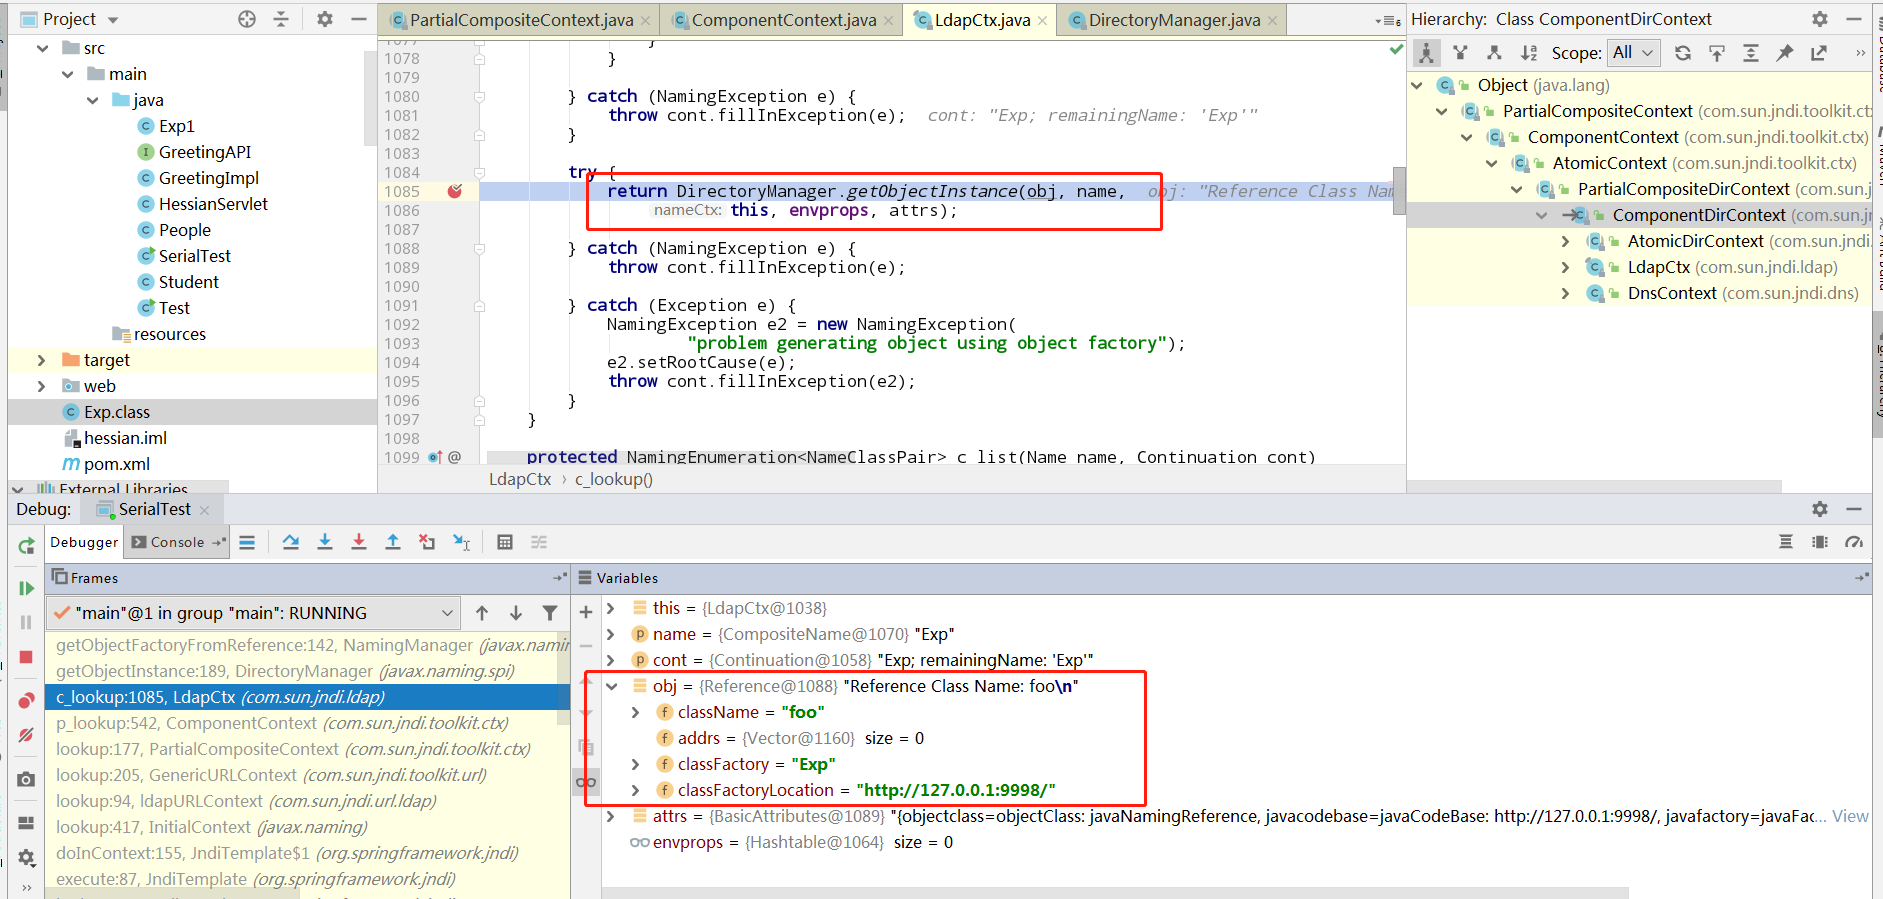 Project
PartialCompositeContext.java
ComponentContext.java
LdapCtx.java
DirectoryManager.java
Hierarchy: Class ComponentDirContext
src
main
java
Exp1
GreetingAPI
GreetingImpl
HessianServlet
People
SerialTest
Student
Test
resources
target
web
Exp.class
hessian.iml
pom.xml
External Libraries
1078 }
1079
1080 } catch (NamingException e) {
1081 throw cont.fillInException(e); cont: "Exp; remainingName: 'Exp'"
1082 }
1083
1084 try {
1085 return DirectoryManager.getObjectInstance(obj, name, obj: "Reference Class Nam
1086 nameCtx: this, envprops, attrs);
1087
1088 } catch (NamingException e) {
1089 throw cont.fillInException(e);
1090
1091 } catch (Exception e) {
1092 NamingException e2 = new NamingException(
1093 "problem generating object using object factory");
1094 e2.setRootCause(e);
1095 throw cont.fillInException(e2);
1096 }
1097 }
1098
1099 @ protected NamingEnumeration<NameClassPair> c_list(Name name, Continuation cont)
LdapCtx › c_lookup()
Scope: All
Object (java.lang)
PartialCompositeContext (com.sun.jndi.toolkit.ctx
ComponentContext (com.sun.jndi.toolkit.ctx)
AtomicContext (com.sun.jndi.toolkit.ctx)
PartialCompositeDirContext (com.sun.jndi.toolkit
ComponentDirContext (com.sun.jn
AtomicDirContext (com.sun.jndi.
LdapCtx (com.sun.jndi.ldap)
DnsContext (com.sun.jndi.dns)
Debug: SerialTest
Debugger
Console
Frames
Variables
"main"@1 in group "main": RUNNING
getObjectFactoryFromReference:142, NamingManager (javax.namin
getObjectInstance:189, DirectoryManager (javax.naming.spi)
c_lookup:1085, LdapCtx (com.sun.jndi.ldap)
p_lookup:542, ComponentContext (com.sun.jndi.toolkit.ctx)
lookup:177, PartialCompositeContext (com.sun.jndi.toolkit.ctx)
lookup:205, GenericURLContext (com.sun.jndi.toolkit.url)
lookup:94, ldapURLContext (com.sun.jndi.url.ldap)
lookup:417, InitialContext (javax.naming)
doInContext:155, JndiTemplate$1 (org.springframework.jndi)
execute:87, JndiTemplate (org.springframework.jndi)
this = {LdapCtx@1038}
name = {CompositeName@1070} "Exp"
cont = {Continuation@1058} "Exp; remainingName: 'Exp'"
obj = {Reference@1088} "Reference Class Name: foo\n"
className = "foo"
addrs = {Vector@1160} size = 0
classFactory = "Exp"
classFactoryLocation = "http://127.0.0.1:9998/"
attrs = {BasicAttributes@1089} "{objectclass=objectClass: javaNamingReference, javacodebase=javaCodeBase: http://127.0.0.1:9998/, javafactory=javaFac... View
envprops = {Hashtable@1064} size = 0